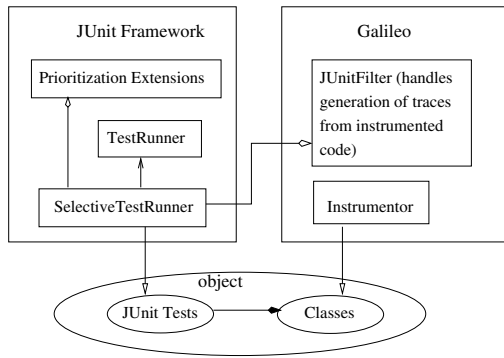 JUnit Framework
Prioritization Extensions
TestRunner
SelectiveTestRunner
Galileo
JUnitFilter (handles
generation of traces
from instrumented
code)
Instrumentor
object
JUnit Tests
Classes